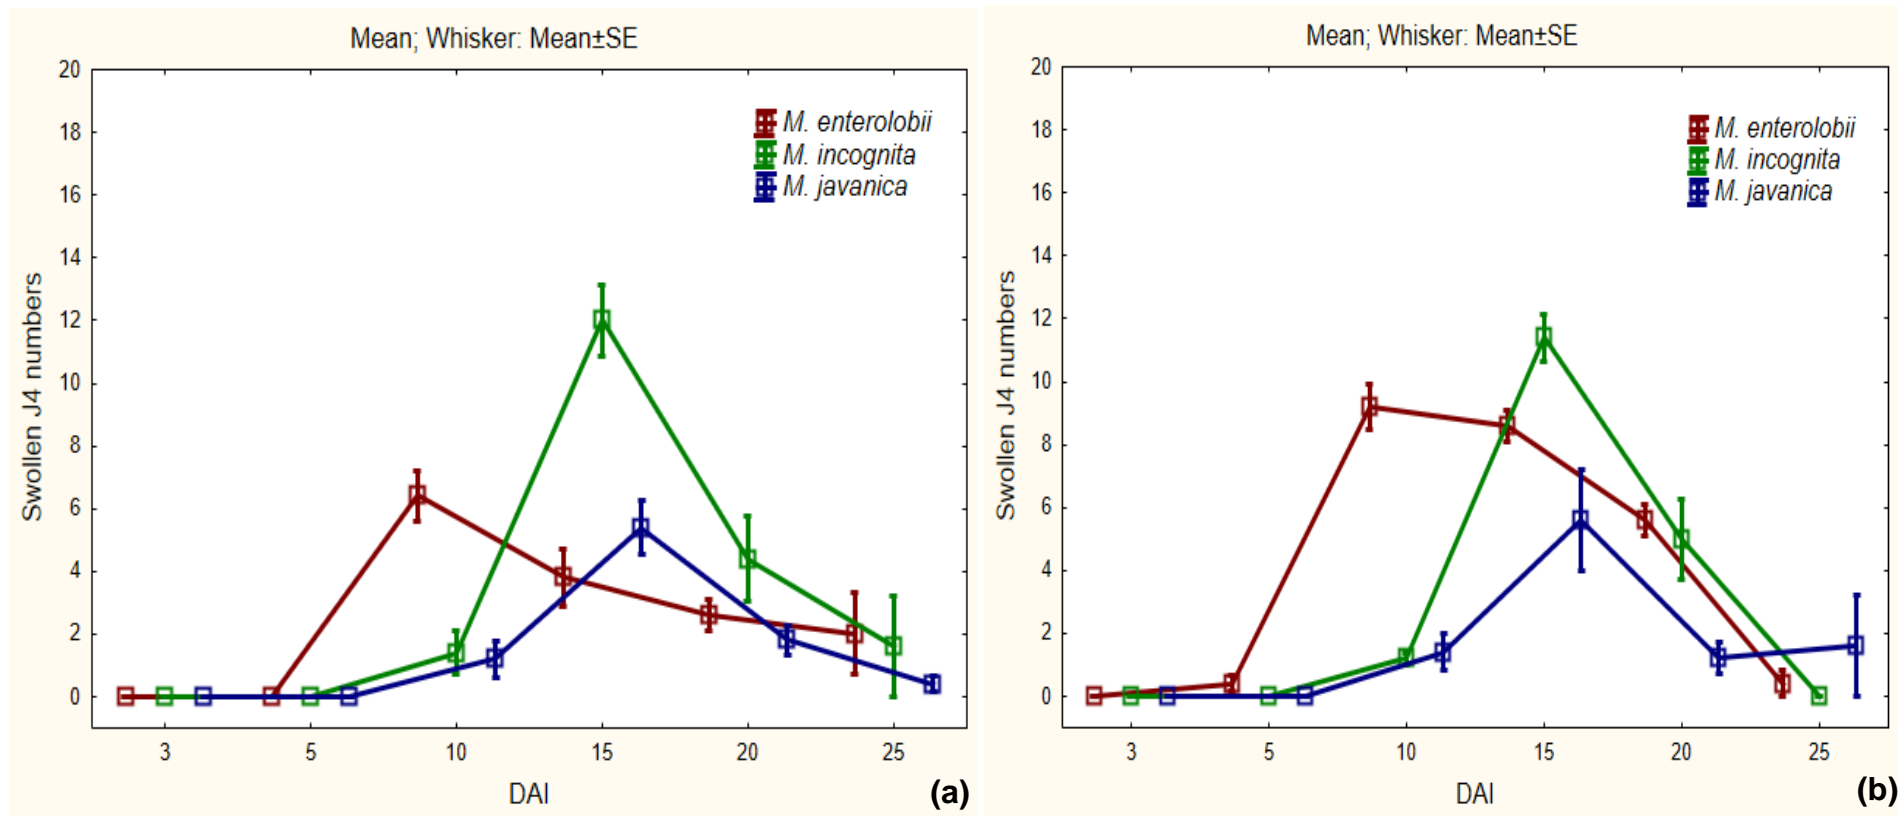 Mean; Whisker: Mean±SE
20
18
16
14
12
10
8
6
4
2
0
Swollen J4 numbers
M. enterolobii
M. incognita
M. javanica
3 5 10 15 20 25
DAI
(a)
Mean; Whisker: Mean±SE
20
18
16
14
12
10
8
6
4
2
0
Swollen J4 numbers
M. enterolobii
M. incognita
M. javanica
3 5 10 15 20 25
DAI
(b)